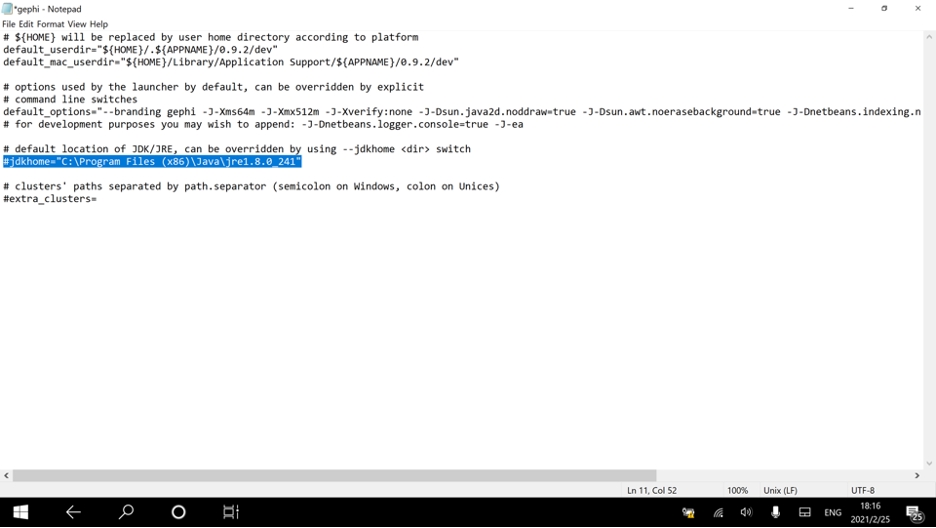 *gephi - Notepad
File Edit Format View Help
# ${HOME} will be replaced by user home directory according to platform
default_userdir="${HOME}/.${APPNAME}/0.9.2/dev"
default_mac_userdir="${HOME}/Library/Application Support/${APPNAME}/0.9.2/dev"
# options used by the launcher by default, can be overridden by explicit
# command line switches
default_options="--branding gephi -J-Xms64m -J-Xmx512m -J-Xverify:none -J-Dsun.java2d.noddraw=true -J-Dsun.awt.noerasebackground=true -J-Dnetbeans.indexing.n
# for development purposes you may wish to append: -J-Dnetbeans.logger.console=true -J-ea
# default location of JDK/JRE, can be overridden by using --jdkhome <dir> switch
#jdkhome="C:\Program Files (x86)\Java\jre1.8.0_241"
# clusters' paths separated by path.separator (semicolon on Windows, colon on Unices)
#extra_clusters=
Ln 11, Col 52 100% Unix (LF) UTF-8
ENG 18:16
2021/2/25
25